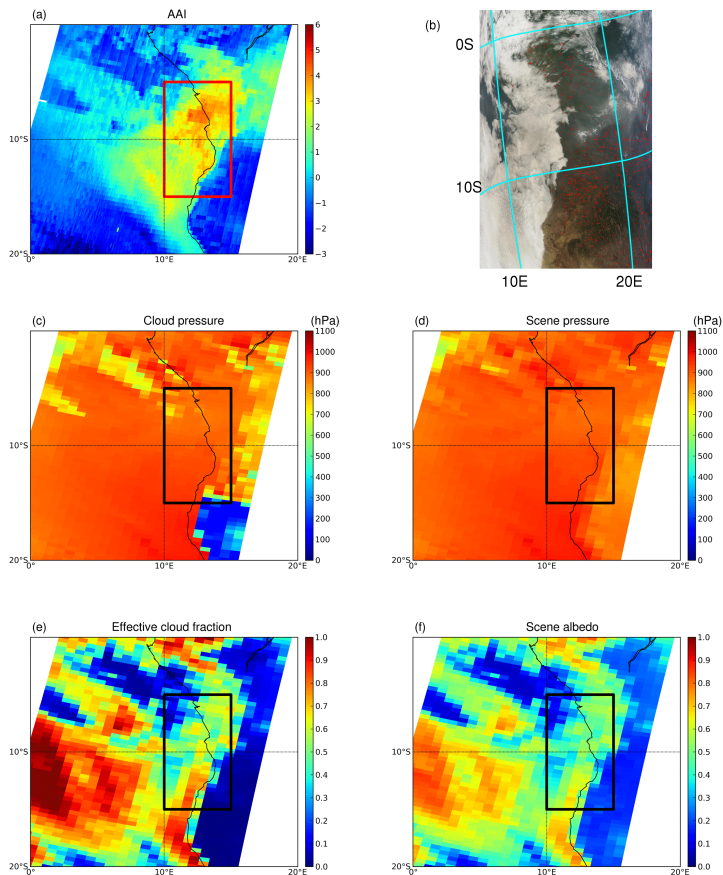 (a) AAI
6
5
4
3
2
1
0
−1
−2
−3
10°S
20°S
0° 10°E 20°E
(b)
0S
10S
10E 20E
(c) Cloud pressure (hPa)
1100
1000
900
800
700
600
500
400
300
200
100
0
10°S
20°S
0° 10°E 20°E
(d) Scene pressure (hPa)
1100
1000
900
800
700
600
500
400
300
200
100
0
10°S
20°S
0° 10°E 20°E
(e) Effective cloud fraction
1.0
0.9
0.8
0.7
0.6
0.5
0.4
0.3
0.2
0.1
0.0
10°S
20°S
0° 10°E 20°E
(f) Scene albedo
1.0
0.9
0.8
0.7
0.6
0.5
0.4
0.3
0.2
0.1
0.0
10°S
20°S
0° 10°E 20°E